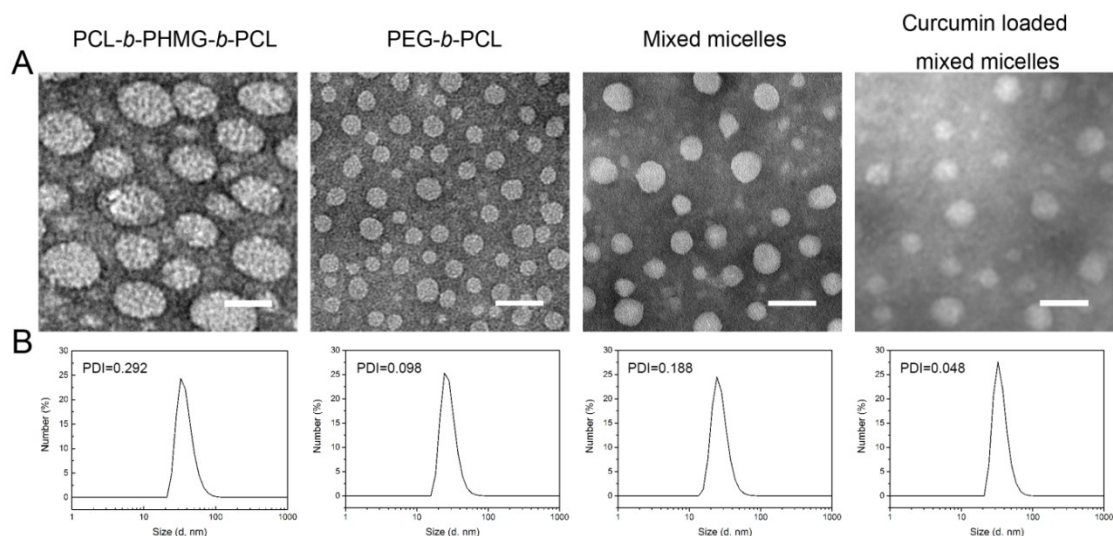 PCL-b-PHMG-b-PCL
PEG-b-PCL
Mixed micelles
Curcumin loaded
mixed micelles
A
B
PDI=0.292
30
25
20
15
10
5
0
Number (%)
1
10
100
1000
Size (d. nm)
PDI=0.098
30
25
20
15
10
5
0
Number (%)
1
10
100
1000
Size (d. nm)
PDI=0.188
30
25
20
15
10
5
0
Number (%)
1
10
100
1000
Size (d. nm)
PDI=0.048
30
25
20
15
10
5
0
Number (%)
1
10
100
1000
Size (d. nm)